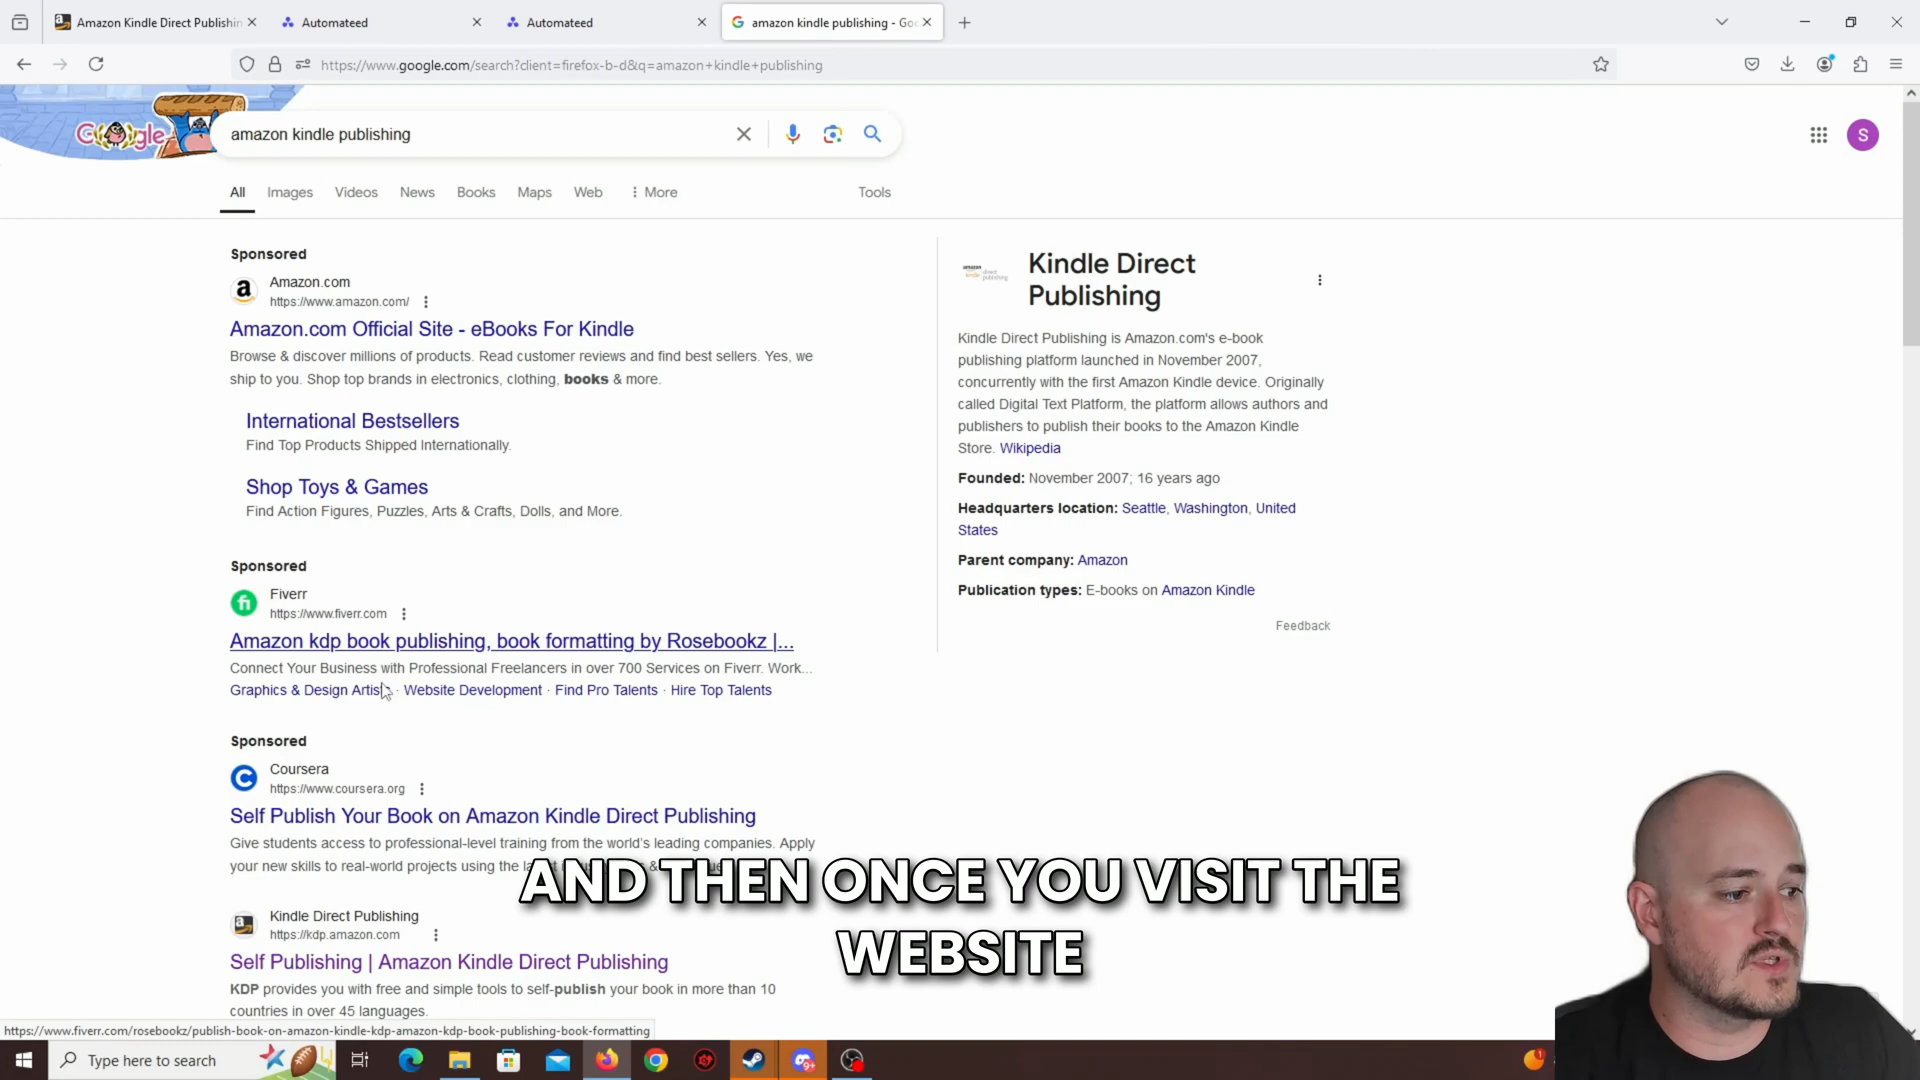 Amazon Kindle Direct Publishin
Automateed
Automateed
amazon kindle publishing - Goo
https://www.google.com/search?client=firefox-b-d&q=amazon+kindle+publishing
Google
amazon kindle publishing
S
All
Images
Videos
News
Books
Maps
Web
More
Tools
Sponsored
Amazon.com
https://www.amazon.com/
Amazon.com Official Site - eBooks For Kindle
Browse & discover millions of products. Read customer reviews and find best sellers. Yes, we
ship to you. Shop top brands in electronics, clothing, books & more.
International Bestsellers
Find Top Products Shipped Internationally.
Shop Toys & Games
Find Action Figures, Puzzles, Arts & Crafts, Dolls, and More.
Sponsored
Fiverr
https://www.fiverr.com
Amazon kdp book publishing, book formatting by Rosebookz |...
Connect Your Business with Professional Freelancers in over 700 Services on Fiverr. Work...
Graphics & Design Artists · Website Development · Find Pro Talents · Hire Top Talents
Sponsored
Coursera
https://www.coursera.org
Self Publish Your Book on Amazon Kindle Direct Publishing
Give students access to professional-level training from the world's leading companies. Apply
your new skills to real-world projects using the
Kindle Direct Publishing
https://kdp.amazon.com
Self Publishing | Amazon Kindle Direct Publishing
KDP provides you with free and simple tools to self-publish your book in more than 10
countries in over 45 languages.
Kindle Direct
Publishing
Kindle Direct Publishing is Amazon.com's e-book
publishing platform launched in November 2007,
concurrently with the first Amazon Kindle device. Originally
called Digital Text Platform, the platform allows authors and
publishers to publish their books to the Amazon Kindle
Store. Wikipedia
Founded: November 2007; 16 years ago
Headquarters location: Seattle, Washington, United
States
Parent company: Amazon
Publication types: E-books on Amazon Kindle
Feedback
AND THEN ONCE YOU VISIT THE
WEBSITE
https://www.fiverr.com/rosebookz/publish-book-on-amazon-kindle-kdp-amazon-kdp-book-publishing-book-formatting
Type here to search
9+
1